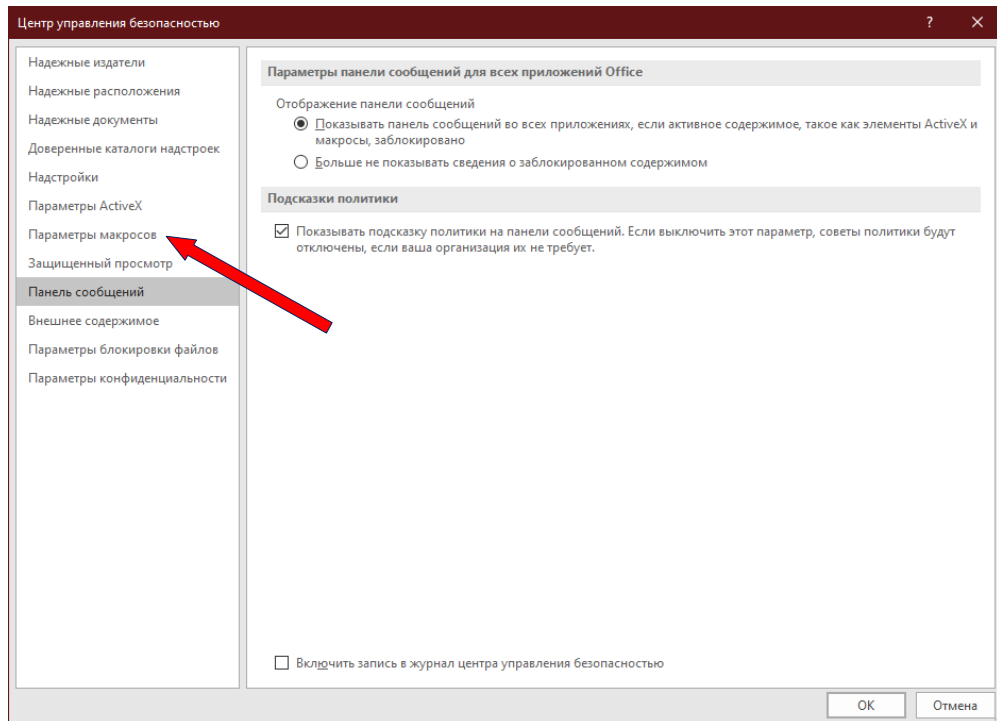 Центр управления безопасностью
?
Надежные издатели
Надежные расположения
Надежные документы
Доверенные каталоги надстроек
Надстройки
Параметры ActiveX
Параметры макросов
Защищенный просмотр
Панель сообщений
Внешнее содержимое
Параметры блокировки файлов
Параметры конфиденциальности
Параметры панели сообщений для всех приложений Office
Отображение панели сообщений
Показывать панель сообщений во всех приложениях, если активное содержимое, такое как элементы ActiveX и
макросы, заблокировано
Больше не показывать сведения о заблокированном содержимом
Подсказки политики
Показывать подсказку политики на панели сообщений. Если выключить этот параметр, советы политики будут
отключены, если ваша организация их не требует.
Включить запись в журнал центра управления безопасностью
ОК
Отмена